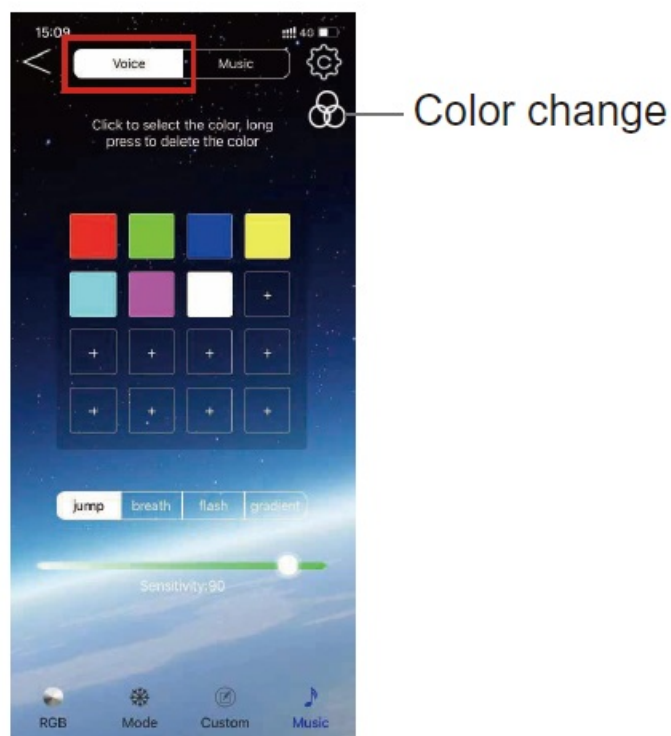 15:09
40
Voice Music
Color change
Click to select the color, long
press to delete the color
jump breath flash gradient
Sensitivity:90
RGB Mode Custom Music